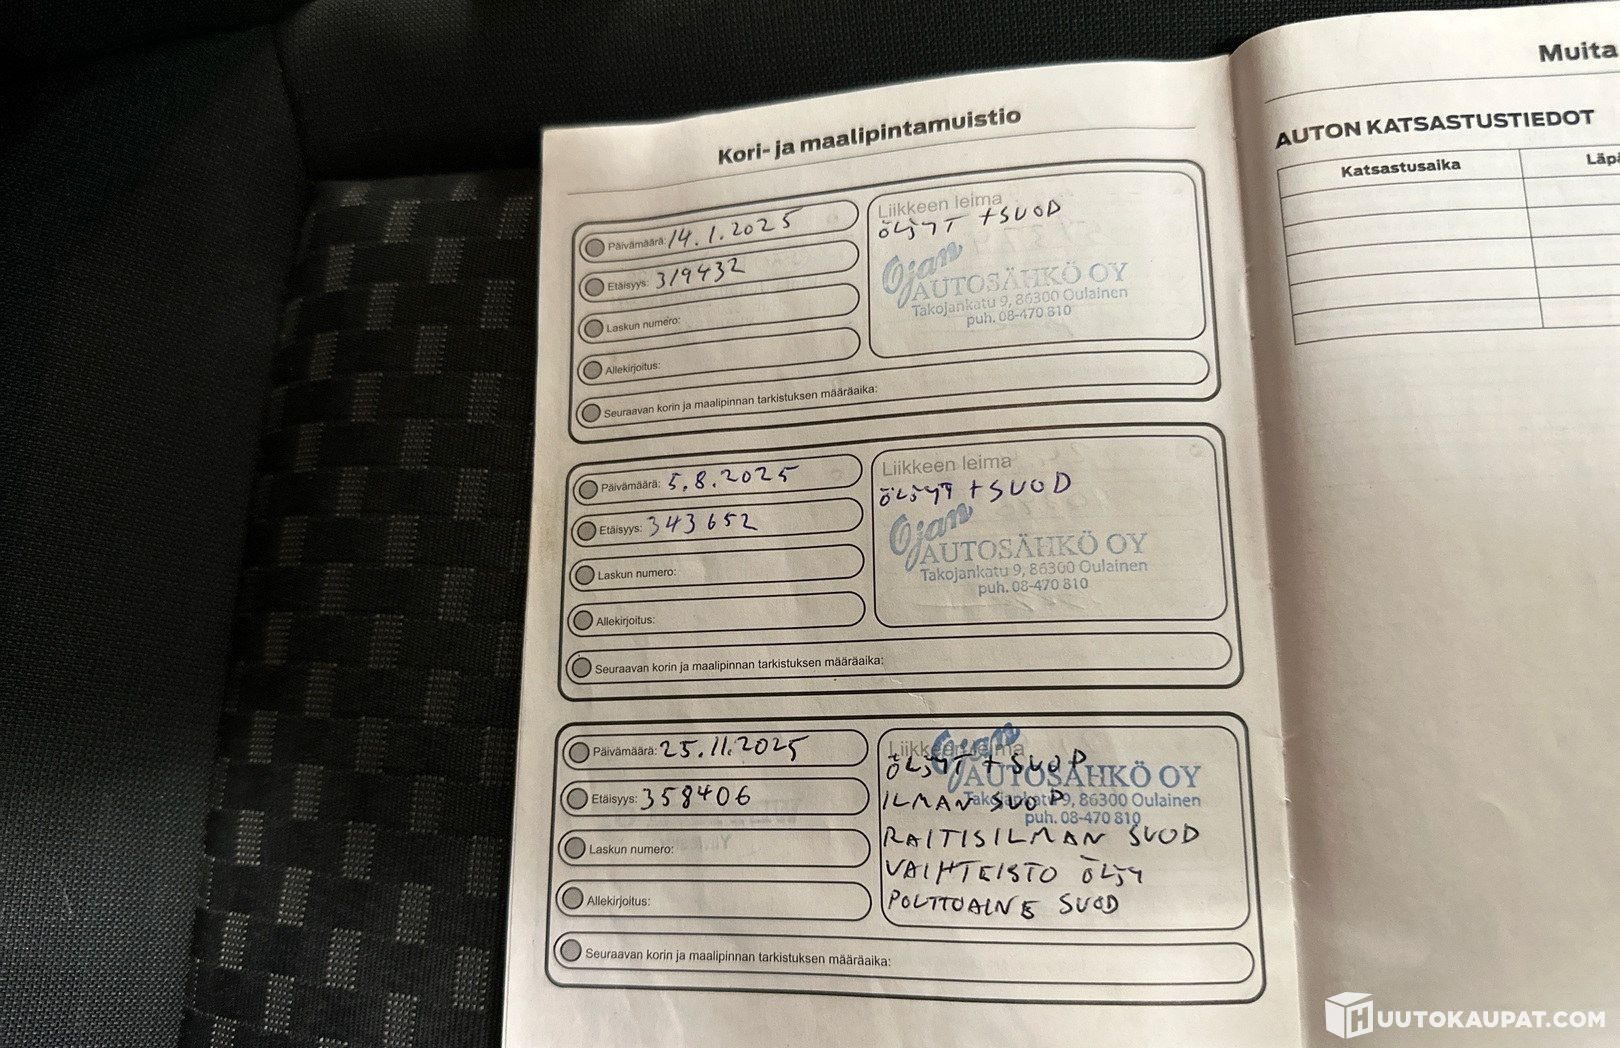 Kori- ja maalipintamuistio
Päivämäärä: 14.1.2025
Etäisyys: 319432
Laskun numero:
Allekirjoitus:
Liikkeen leima
ÖLJYT + SUOD
Ojan
AUTOSÄHKÖ OY
Takojankatu 9, 86300 Oulainen
puh. 08-470 810
Seuraavan korin ja maalipinnan tarkistuksen määräaika:
Päivämäärä: 5.8.2025
Etäisyys: 343652
Laskun numero:
Allekirjoitus:
Liikkeen leima
ÖLJYT + SUOD
Ojan
AUTOSÄHKÖ OY
Takojankatu 9, 86300 Oulainen
puh. 08-470 810
Seuraavan korin ja maalipinnan tarkistuksen määräaika:
Päivämäärä: 25.11.2025
Etäisyys: 358406
Laskun numero:
Allekirjoitus:
Liikkeen leima
Ojan
ÖLJYT + SUOD
AUTOSÄHKÖ OY
ILMAN SUOD
Takojankatu 9, 86300 Oulainen
puh. 08-470 810
RAITISILMAN SUOD
VAIHTEISTO ÖLJY
POLTTOAINE SUOD
Seuraavan korin ja maalipinnan tarkistuksen määräaika:
Muita
AUTON KATSASTUSTIEDOT
Katsastusaika
HUUTOKAUPAT.COM